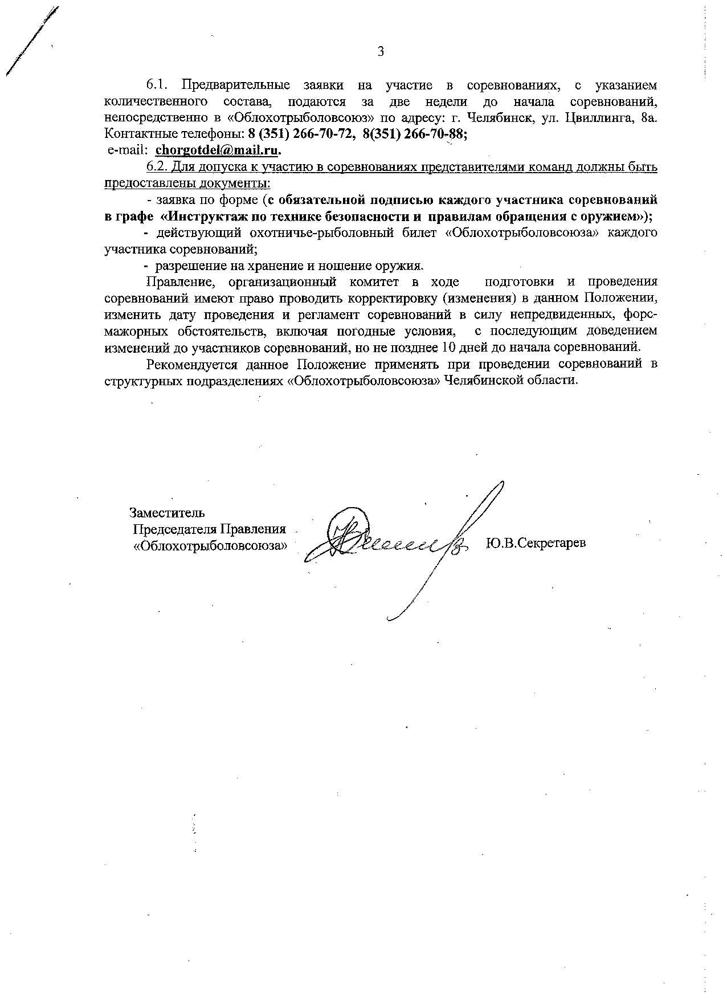 3
6.1. Предварительные заявки на участие в соревнованиях, с указанием
количественного состава, подаются за две недели до начала соревнований,
непосредственно в «Облохотрыболовсоюз» по адресу: г. Челябинск, ул. Цвиллинга, 8а.
Контактные телефоны: 8 (351) 266-70-72, 8(351) 266-70-88;
e-mail: chorgotdel@mail.ru.
6.2. Для допуска к участию в соревнованиях представителями команд должны быть
предоставлены документы:
- заявка по форме (с обязательной подписью каждого участника соревнований
в графе «Инструктаж по технике безопасности и правилам обращения с оружием»);
- действующий охотничье-рыболовный билет «Облохотрыболовсоюза» каждого
участника соревнований;
- разрешение на хранение и ношение оружия.
Правление, организационный комитет в ходе подготовки и проведения
соревнований имеют право проводить корректировку (изменения) в данном Положении,
изменить дату проведения и регламент соревнований в силу непредвиденных, форс-
мажорных обстоятельств, включая погодные условия, с последующим доведением
изменений до участников соревнований, но не позднее 10 дней до начала соревнований.
Рекомендуется данное Положение применять при проведении соревнований в
структурных подразделениях «Облохотрыболовсоюза» Челябинской области.
Заместитель
Председателя Правления
«Облохотрыболовсоюза» Ю.В.Секретарев